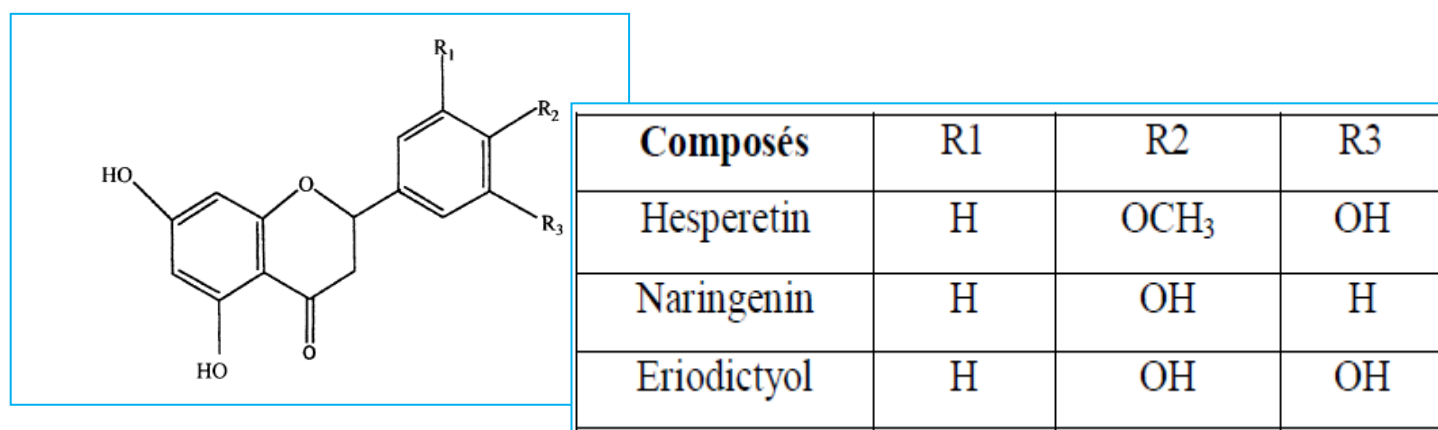 R₁
R₂
HO
O
R₃
HO
O
Composés R1 R2 R3
Hesperetin H OCH₃ OH
Naringenin H OH H
Eriodictyol H OH OH